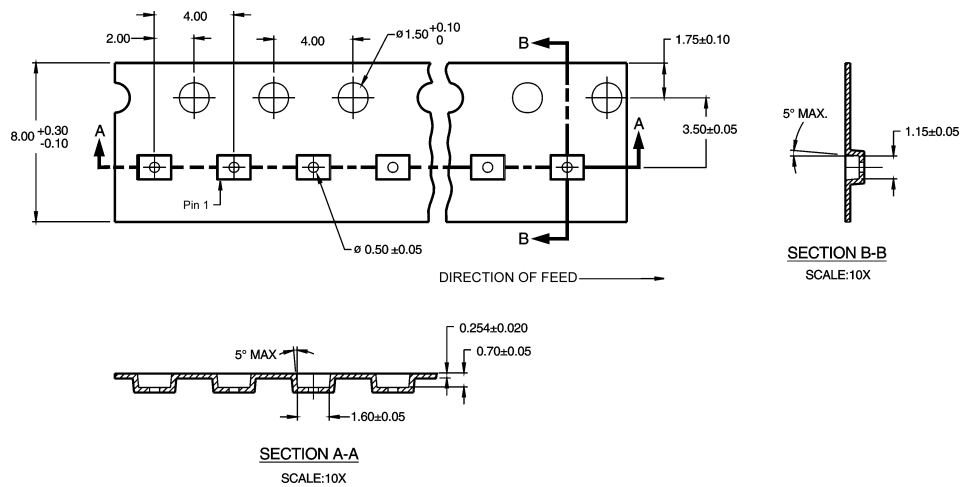 4.00
2.00
4.00
ø 1.50 +0.10
0
B
1.75±0.10
8.00 +0.30
-0.10
A
A
3.50±0.05
5° MAX.
1.15±0.05
Pin 1
B
ø 0.50 ±0.05
SECTION B-B
SCALE:10X
DIRECTION OF FEED
0.254±0.020
5° MAX
0.70±0.05
1.60±0.05
SECTION A-A
SCALE:10X